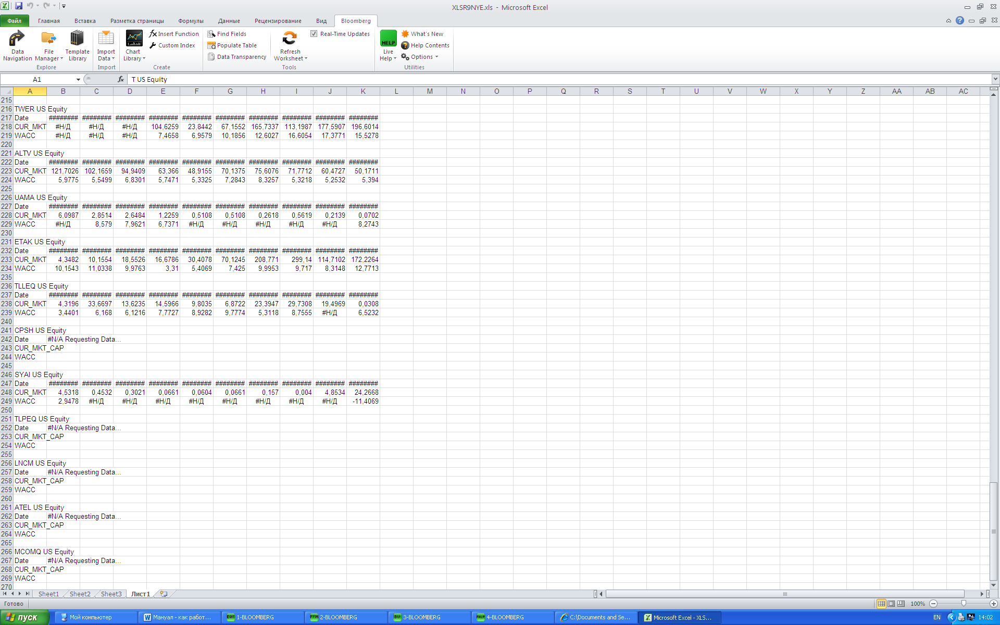 XLSR9NYE.xls - Microsoft Excel
Файл Главная Вставка Разметка страницы Формулы Данные Рецензирование Вид Bloomberg
Data Navigation File Manager Template Library
Explore
Import Data
Import
Chart Library Insert Function Custom Index
Create
Find Fields
Populate Table
Data Transparency
Refresh Worksheet
Real-Time Updates
Tools
HELP Live Help
What's New
Help Contents
Options
Utilities
A1 fx T US Equity
A B C D E F G H I J K L M N O P Q R S T U V W X Y Z AA AB AC
215
216 TWER US Equity
217 Date ######## ######## ######## ######## ######## ######## ######## ######## ######## ########
218 CUR_MKT #Н/Д #Н/Д #Н/Д 104,6259 23,8442 67,1552 165,7337 113,1987 177,5907 196,6014
219 WACC #Н/Д #Н/Д #Н/Д 7,4658 6,9579 10,1856 12,6027 16,6054 17,3771 15,5278
220
221 ALTV US Equity
222 Date ######## ######## ######## ######## ######## ######## ######## ######## ######## ########
223 CUR_MKT 121,7026 102,1659 94,9409 63,366 48,9155 70,1375 75,6076 71,7712 60,4727 50,1711
224 WACC 5,9775 5,5499 6,8301 5,7471 5,3325 7,2843 8,3257 5,3218 5,2532 5,394
225
226 UAMA US Equity
227 Date ######## ######## ######## ######## ######## ######## ######## ######## ######## ########
228 CUR_MKT 6,0987 2,8514 2,6484 1,2259 0,5108 0,5108 0,2618 0,5619 0,2139 0,0702
229 WACC #Н/Д 8,579 7,9621 6,7371 #Н/Д #Н/Д #Н/Д #Н/Д #Н/Д 8,2743
230
231 ETAK US Equity
232 Date ######## ######## ######## ######## ######## ######## ######## ######## ######## ########
233 CUR_MKT 4,3482 10,1554 18,5526 16,6786 30,4078 70,1245 208,771 299,14 114,7102 172,2264
234 WACC 10,1543 11,0338 9,9763 3,31 5,4069 7,425 9,9953 9,717 8,3148 12,7713
235
236 TLLEQ US Equity
237 Date ######## ######## ######## ######## ######## ######## ######## ######## ######## ########
238 CUR_MKT 4,3196 33,6697 13,6235 14,5966 9,8035 6,8722 23,3947 29,7308 19,4969 0,0308
239 WACC 3,4401 6,168 6,1216 7,7727 8,9282 9,7774 5,3118 8,7555 #Н/Д 6,5232
240
241 CPSH US Equity
242 Date #N/A Requesting Data...
243 CUR_MKT_CAP
244 WACC
245
246 SYAI US Equity
247 Date ######## ######## ######## ######## ######## ######## ######## ######## ######## ########
248 CUR_MKT 4,5318 0,4532 0,3021 0,0661 0,0604 0,0661 0,157 0,004 4,8534 24,2668
249 WACC 2,9478 #Н/Д #Н/Д #Н/Д #Н/Д #Н/Д #Н/Д #Н/Д #Н/Д -11,4069
250
251 TLPEQ US Equity
252 Date #N/A Requesting Data...
253 CUR_MKT_CAP
254 WACC
255
256 LNCM US Equity
257 Date #N/A Requesting Data...
258 CUR_MKT_CAP
259 WACC
260
261 ATEL US Equity
262 Date #N/A Requesting Data...
263 CUR_MKT_CAP
264 WACC
265
266 MCOMQ US Equity
267 Date #N/A Requesting Data...
268 CUR_MKT_CAP
269 WACC
270
Sheet1 Sheet2 Sheet3 Лист1
Готово 100%
пуск Мой компьютер Мануал - как работ... 1-BLOOMBERG 2-BLOOMBERG 3-BLOOMBERG 4-BLOOMBERG C:\Documents and Se... Microsoft Excel - XLS... EN 14:02